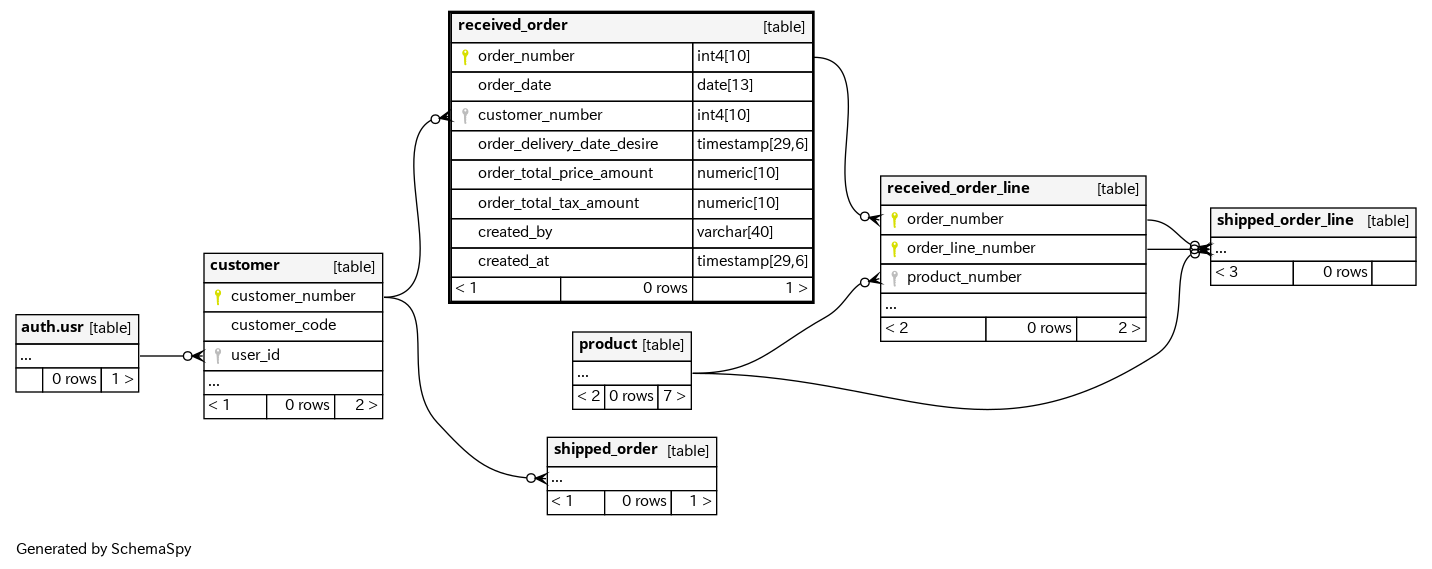 received_order [table]
order_number int4[10]
order_date date[13]
customer_number int4[10]
order_delivery_date_desire timestamp[29,6]
order_total_price_amount numeric[10]
order_total_tax_amount numeric[10]
created_by varchar[40]
created_at timestamp[29,6]
< 1 0 rows 1 >
received_order_line [table]
order_number
order_line_number
product_number
...
< 2 0 rows 2 >
shipped_order_line [table]
...
< 3 0 rows
customer [table]
customer_number
customer_code
user_id
...
< 1 0 rows 2 >
auth.usr [table]
...
0 rows 1 >
product [table]
...
< 2 0 rows 7 >
shipped_order [table]
...
< 1 0 rows 1 >
Generated by SchemaSpy